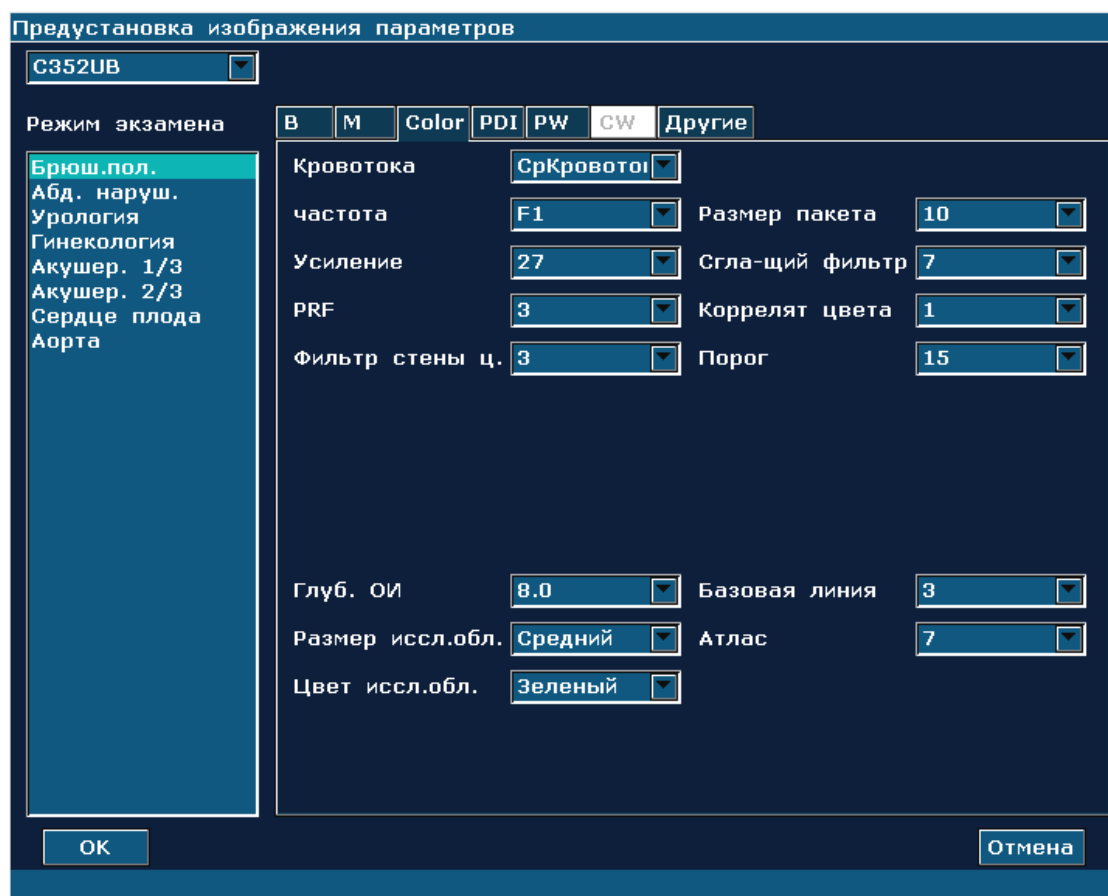 Предустановка изображения параметров
C352UB
Режим экзамена
B M Color PDI PW CW Другие
Брюш.пол.
Абд. наруш.
Урология
Гинекология
Акушер. 1/3
Акушер. 2/3
Сердце плода
Аорта
Кровотока СрКровото
частота F1 Размер пакета 10
Усиление 27 Сгла-щий фильтр 7
PRF 3 Коррелят цвета 1
Фильтр стены ц. 3 Порог 15
Глуб. ОИ 8.0 Базовая линия 3
Размер иссл.обл. Средний Атлас 7
Цвет иссл.обл. Зеленый
OK Отмена